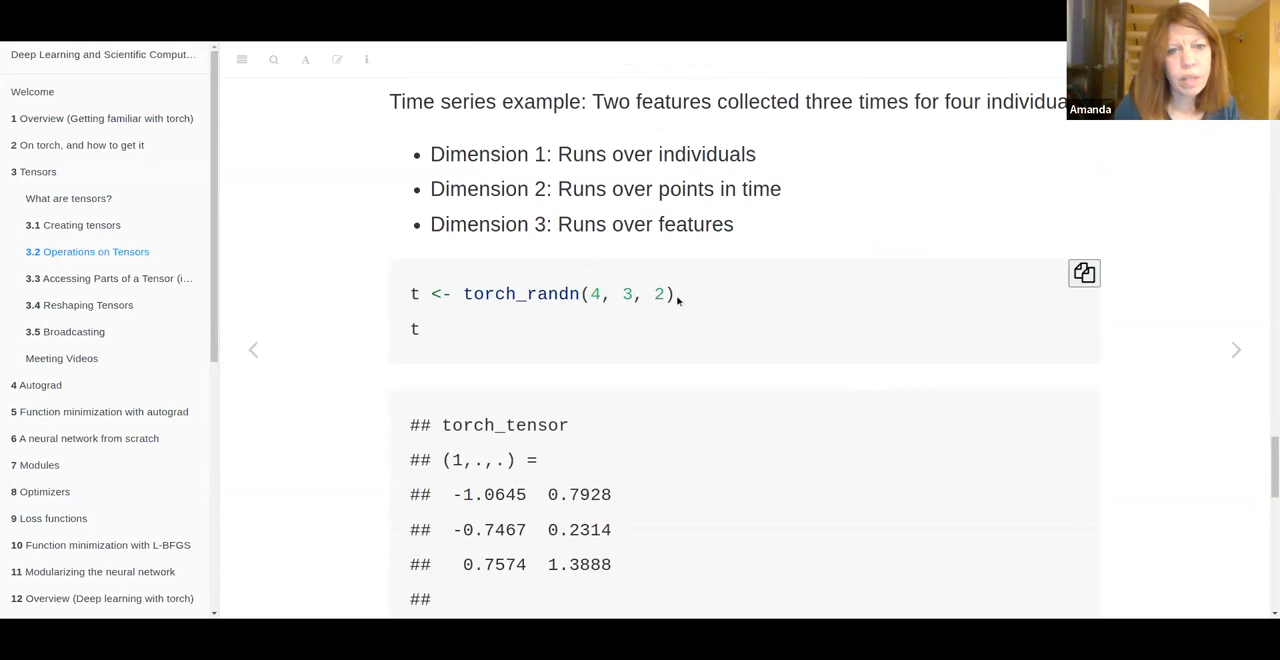 Deep Learning and Scientific Comput...
Welcome
1 Overview (Getting familiar with torch)
2 On torch, and how to get it
3 Tensors
What are tensors?
3.1 Creating tensors
3.2 Operations on Tensors
3.3 Accessing Parts of a Tensor (i...
3.4 Reshaping Tensors
3.5 Broadcasting
Meeting Videos
4 Autograd
5 Function minimization with autograd
6 A neural network from scratch
7 Modules
8 Optimizers
9 Loss functions
10 Function minimization with L-BFGS
11 Modularizing the neural network
12 Overview (Deep learning with torch)
A
i
Time series example: Two features collected three times for four individua
Dimension 1: Runs over individuals
Dimension 2: Runs over points in time
Dimension 3: Runs over features
t <- torch_randn(4, 3, 2)
t
## torch_tensor
## (1,.,.) =
## -1.0645 0.7928
## -0.7467 0.2314
## 0.7574 1.3888
##
Amanda